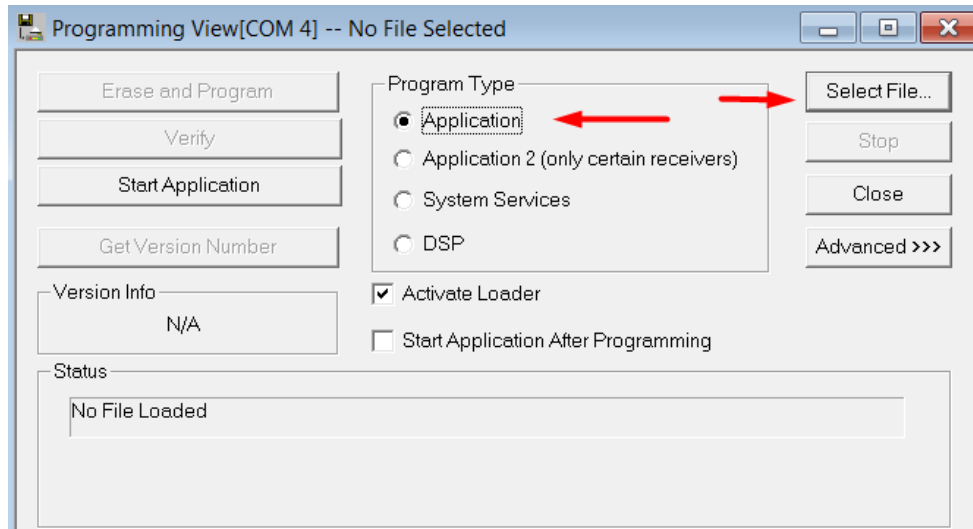 Programming View[COM 4] -- No File Selected
Erase and Program
Verify
Start Application
Get Version Number
Version Info
N/A
Program Type
Application
Application 2 (only certain receivers)
System Services
DSP
Activate Loader
Start Application After Programming
Select File...
Stop
Close
Advanced >>>
Status
No File Loaded